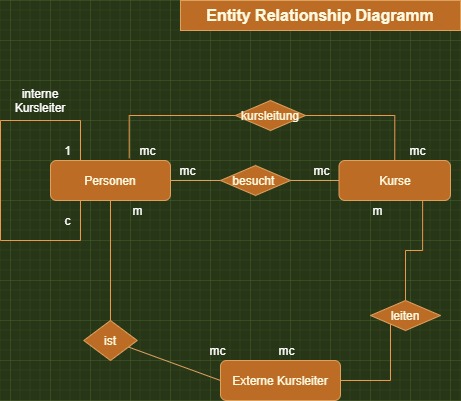 Entity Relationship Diagramm
interne
Kursleiter
kursleitung
1
mc
mc
Personen
mc
besucht
mc
Kurse
c
m
m
leiten
ist
mc
mc
Externe Kursleiter